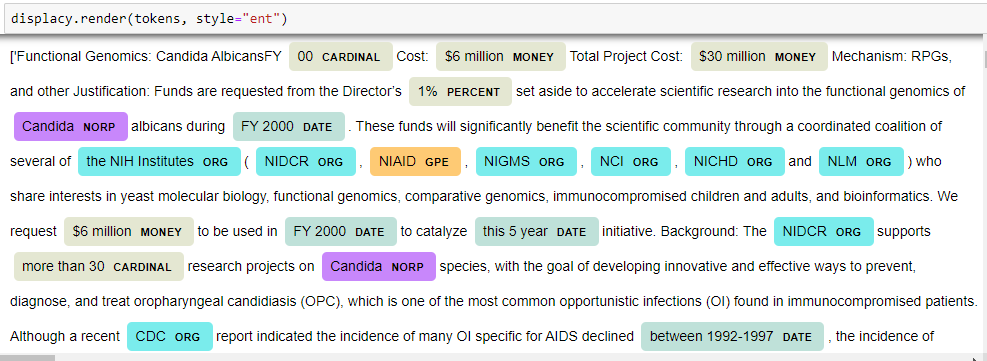 displacy.render(tokens, style="ent")
['Functional Genomics: Candida AlbicansFY 00 CARDINAL Cost: $6 million MONEY Total Project Cost: $30 million MONEY Mechanism: RPGs,
and other Justification: Funds are requested from the Director's 1% PERCENT set aside to accelerate scientific research into the functional genomics of
Candida NORP albicans during FY 2000 DATE . These funds will significantly benefit the scientific community through a coordinated coalition of
several of the NIH Institutes ORG ( NIDCR ORG , NIAID GPE , NIGMS ORG , NCI ORG , NICHD ORG and NLM ORG ) who
share interests in yeast molecular biology, functional genomics, comparative genomics, immunocompromised children and adults, and bioinformatics. We
request $6 million MONEY to be used in FY 2000 DATE to catalyze this 5 year DATE initiative. Background: The NIDCR ORG supports
more than 30 CARDINAL research projects on Candida NORP species, with the goal of developing innovative and effective ways to prevent,
diagnose, and treat oropharyngeal candidiasis (OPC), which is one of the most common opportunistic infections (OI) found in immunocompromised patients.
Although a recent CDC ORG report indicated the incidence of many OI specific for AIDS declined between 1992-1997 DATE , the incidence of